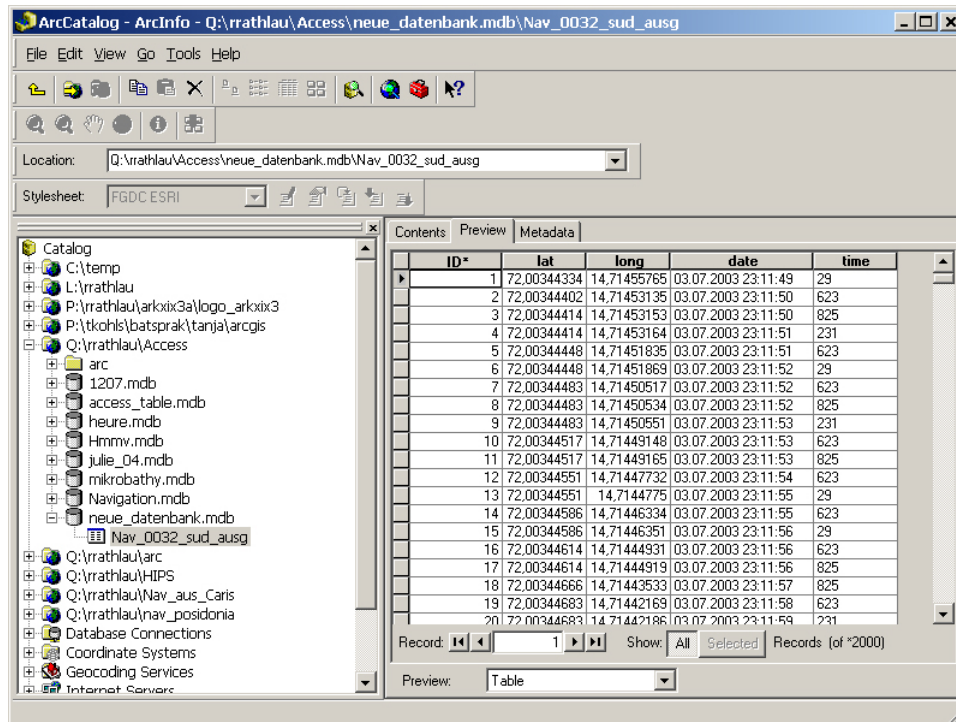 ArcCatalog - ArcInfo - Q:\rrathlau\Access\neue_datenbank.mdb\Nav_0032_sud_ausg
File Edit View Go Tools Help
Location: Q:\rrathlau\Access\neue_datenbank.mdb\Nav_0032_sud_ausg
Stylesheet: FGDC ESRI
Catalog
C:\temp
L:\rrathlau
P:\rrathlau\arkxix3a\logo_arkxix3
P:\tkohls\batsprak\tanja\arcgis
Q:\rrathlau\Access
arc
1207.mdb
access_table.mdb
heure.mdb
Hmmv.mdb
julie_04.mdb
mikrobathy.mdb
Navigation.mdb
neue_datenbank.mdb
Nav_0032_sud_ausg
Q:\rrathlau\arc
Q:\rrathlau\HIPS
Q:\rrathlau\Nav_aus_Caris
Q:\rrathlau\nav_posidonia
Database Connections
Coordinate Systems
Geocoding Services
Internet Servers
Contents Preview Metadata
ID* lat long date time
1 72,00344334 14,71455765 03.07.2003 23:11:49 29
2 72,00344402 14,71453135 03.07.2003 23:11:50 623
3 72,00344414 14,71453153 03.07.2003 23:11:50 825
4 72,00344414 14,71453164 03.07.2003 23:11:51 231
5 72,00344448 14,71451835 03.07.2003 23:11:51 623
6 72,00344448 14,71451869 03.07.2003 23:11:52 29
7 72,00344483 14,71450517 03.07.2003 23:11:52 623
8 72,00344483 14,71450534 03.07.2003 23:11:52 825
9 72,00344483 14,71450551 03.07.2003 23:11:53 231
10 72,00344517 14,71449148 03.07.2003 23:11:53 623
11 72,00344517 14,71449165 03.07.2003 23:11:53 825
12 72,00344551 14,71447732 03.07.2003 23:11:54 623
13 72,00344551 14,7144775 03.07.2003 23:11:55 29
14 72,00344586 14,71446334 03.07.2003 23:11:55 623
15 72,00344586 14,71446351 03.07.2003 23:11:56 29
16 72,00344614 14,71444931 03.07.2003 23:11:56 623
17 72,00344614 14,71444919 03.07.2003 23:11:56 825
18 72,00344666 14,71443533 03.07.2003 23:11:57 825
19 72,00344683 14,71442169 03.07.2003 23:11:58 623
20 72,00344683 14,71442186 03.07.2003 23:11:59 231
Record: 1 Show: All Selected Records (of *2000)
Preview: Table